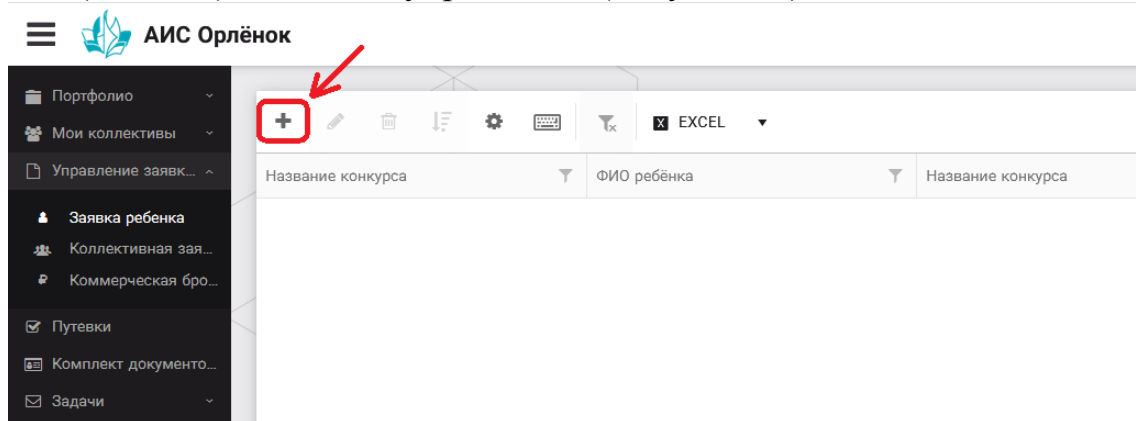 АИС Орлёнок
Портфолио
Мои коллективы
Управление заявк...
Заявка ребенка
Коллективная зая...
Коммерческая бро...
Путевки
Комплект документо...
Задачи
X EXCEL
Название конкурса ФИО ребёнка Название конкурса